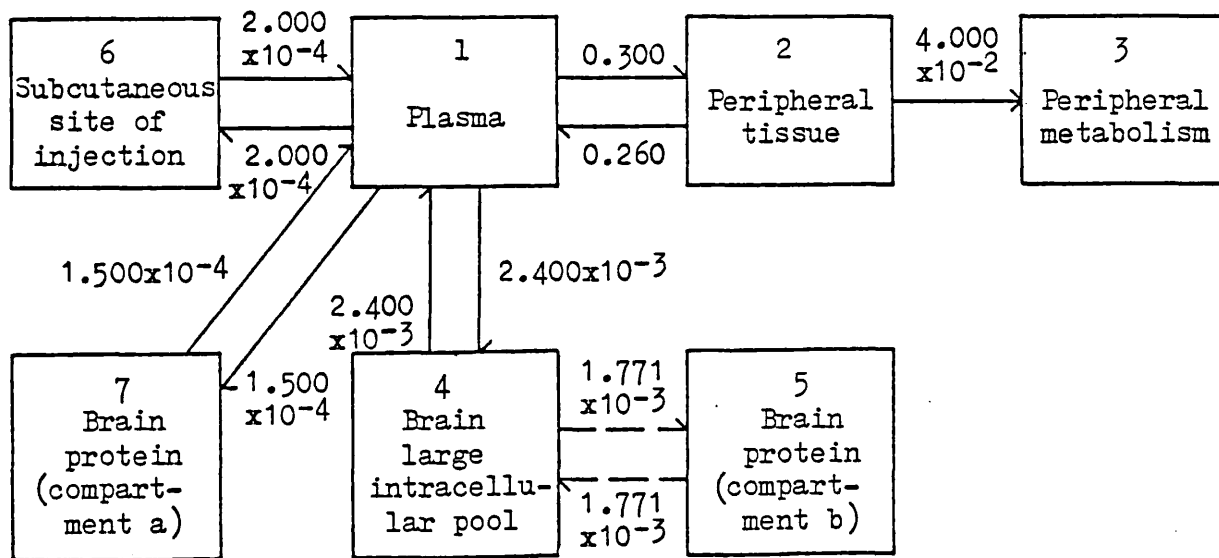 6
Subcutaneous
site of
injection
2.000
x10-4
2.000
x10-4
1
Plasma
0.300
0.260
2
Peripheral
tissue
4.000
x10-2
3
Peripheral
metabolism
1.500x10-4
1.500
x10-4
2.400
x10-3
2.400x10-3
7
Brain
protein
(compart-
ment a)
4
Brain
large
intracellu-
lar pool
1.771
x10-3
1.771
x10-3
5
Brain
protein
(compart-
ment b)